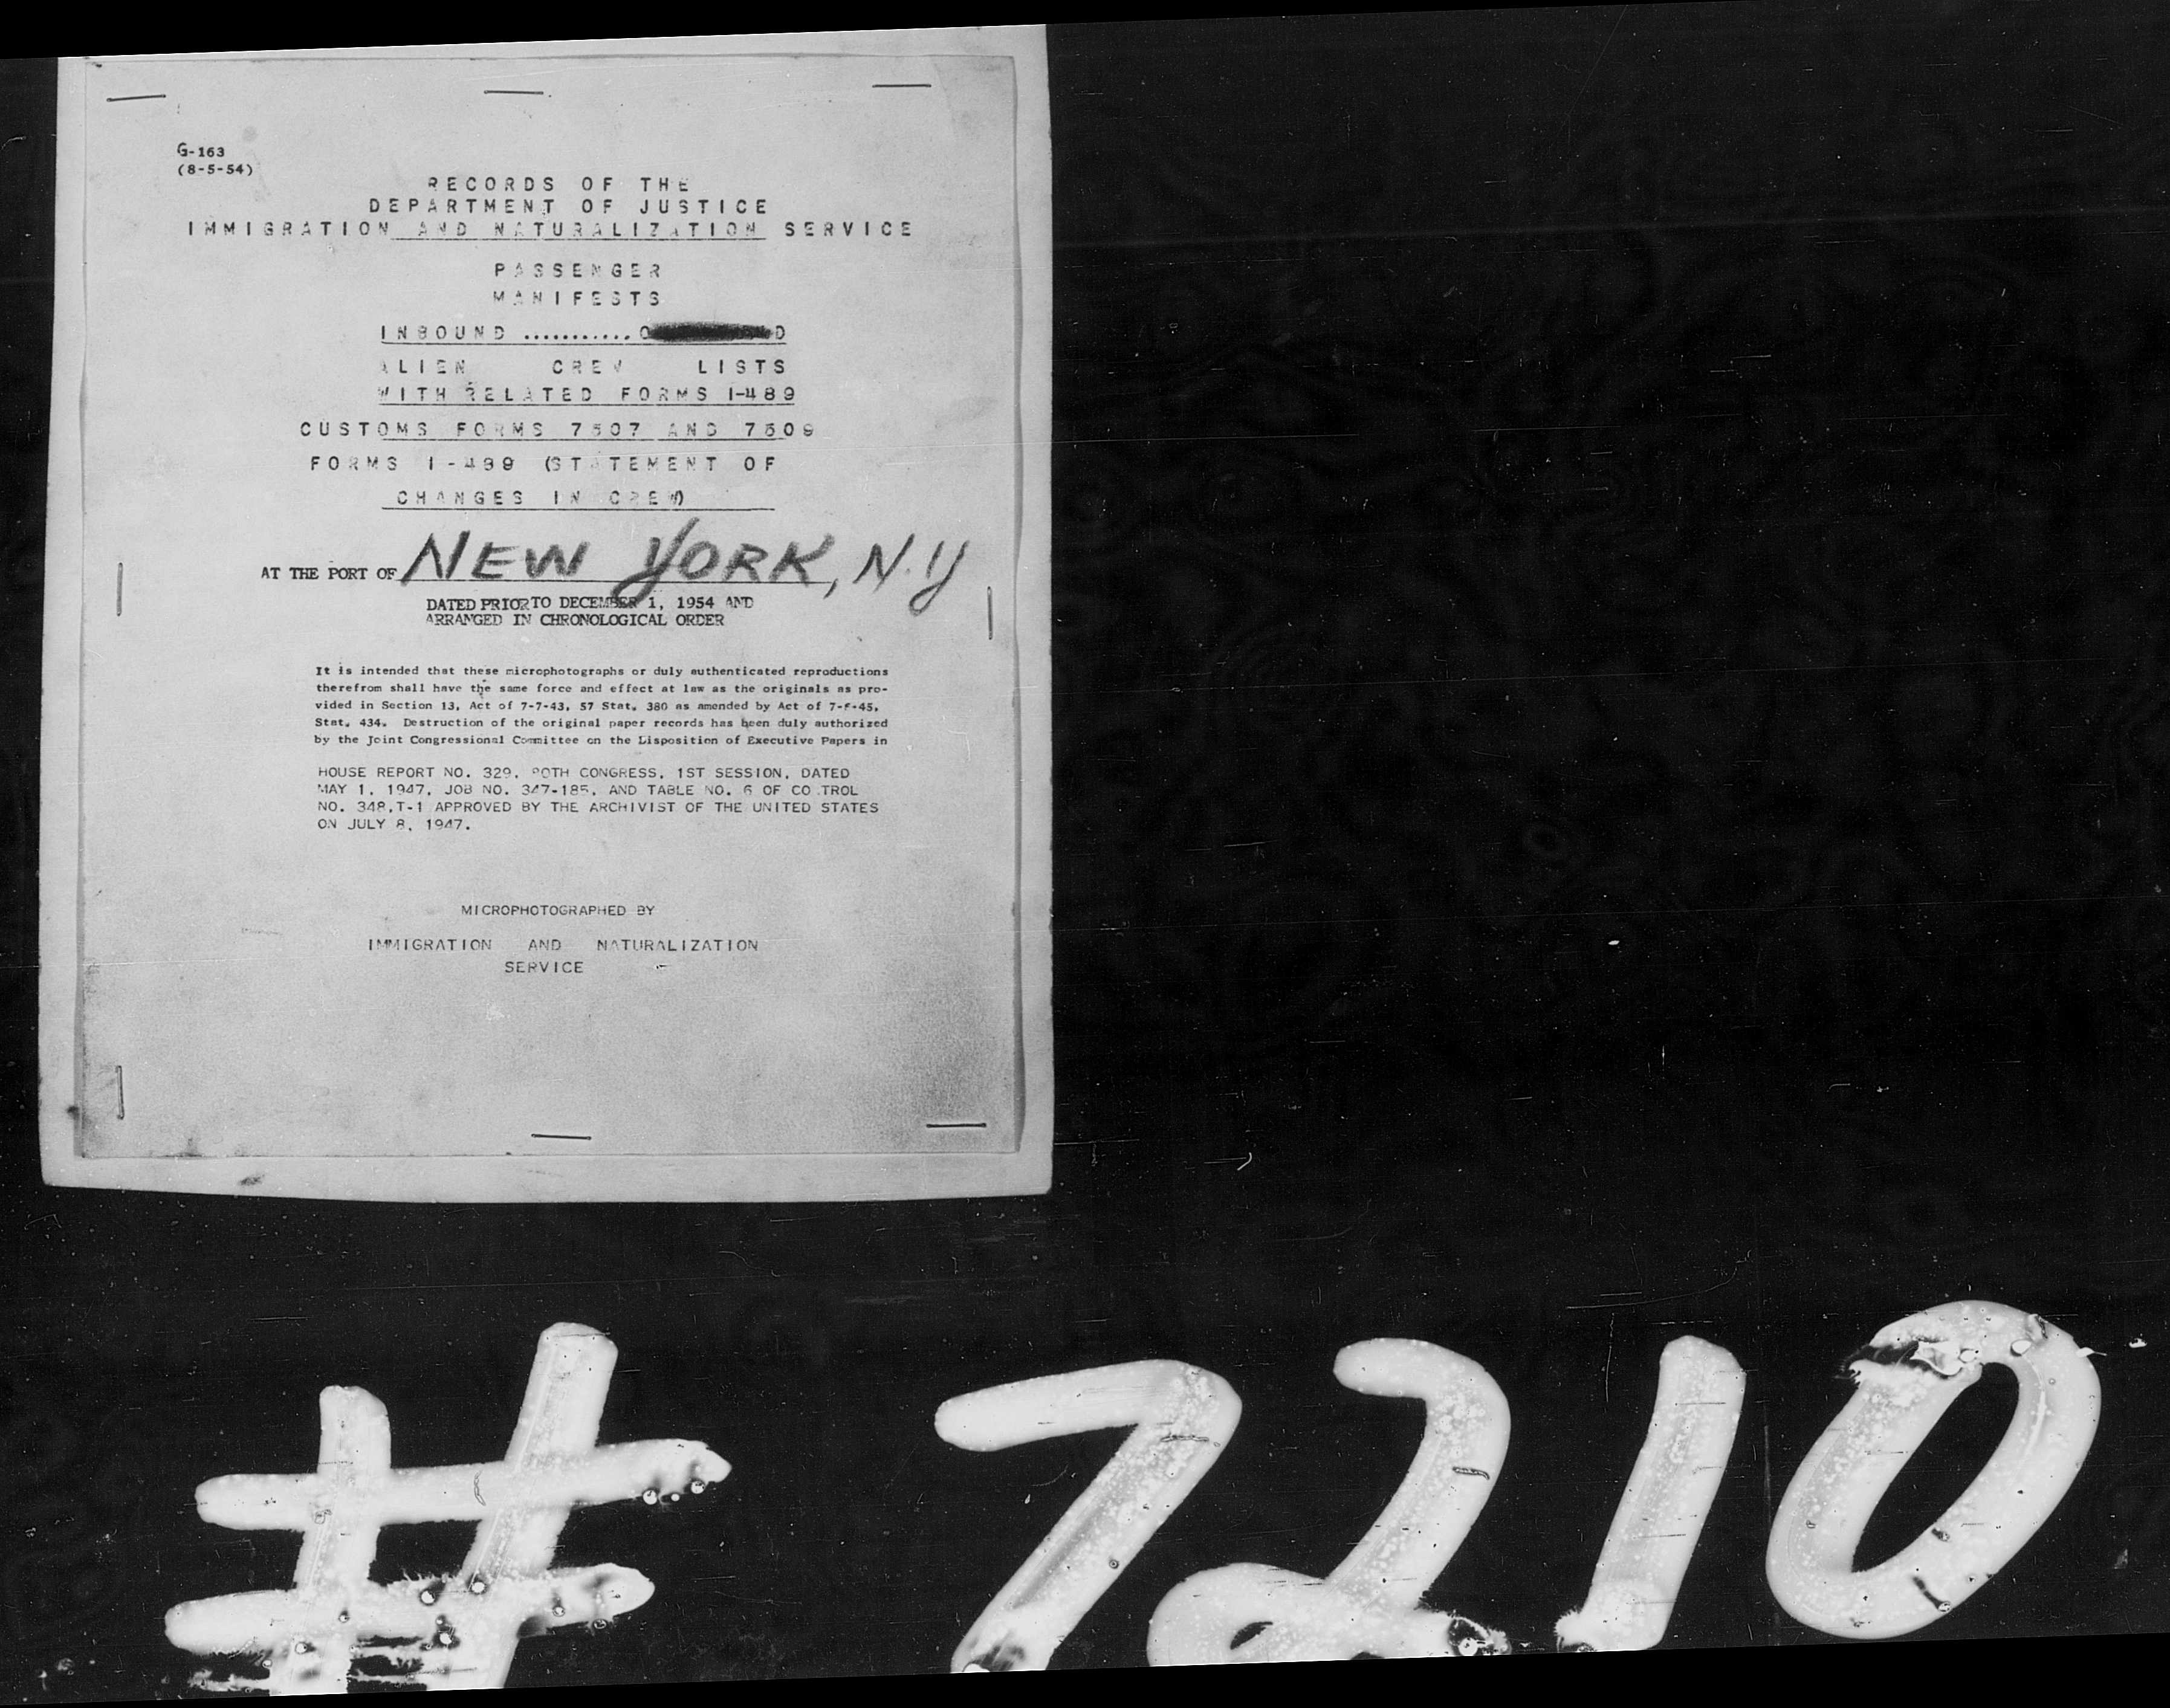 G-163
(8-5-54)
RECORDS OF THE
DEPARTMENT OF JUSTICE
IMMIGRATION AND NATURALIZATION SERVICE
PASSENGER
MANIFESTS
INBOUND ...........O D
ALIEN CREW LISTS
WITH RELATED FORMS I-489
CUSTOMS FORMS 7507 AND 7509
FORMS I-489 (STATEMENT OF
CHANGES IN CREW)
AT THE PORT OF NEW YORK, N.Y
DATED PRIOR TO DECEMBER 1, 1954 AND
ARRANGED IN CHRONOLOGICAL ORDER
It is intended that these microphotographs or duly authenticated reproductions
therefrom shall have the same force and effect at law as the originals as pro-
vided in Section 13, Act of 7-7-43, 57 Stat. 380 as amended by Act of
Stat. 434. Destruction of the original paper records has been duly authorized
by the Joint Congressional Committee on the Disposition of Executive Papers in
HOUSE REPORT NO. 329, 80TH CONGRESS, 1ST SESSION, DATED
MAY 1, 1947, JOB NO. 347-185, AND TABLE NO. 6 OF CONTROL
NO. 348,T-1 APPROVED BY THE ARCHIVIST OF THE UNITED STATES
ON JULY 8, 1947.
MICROPHOTOGRAPHED BY
IMMIGRATION AND NATURALIZATION
SERVICE
# 7210